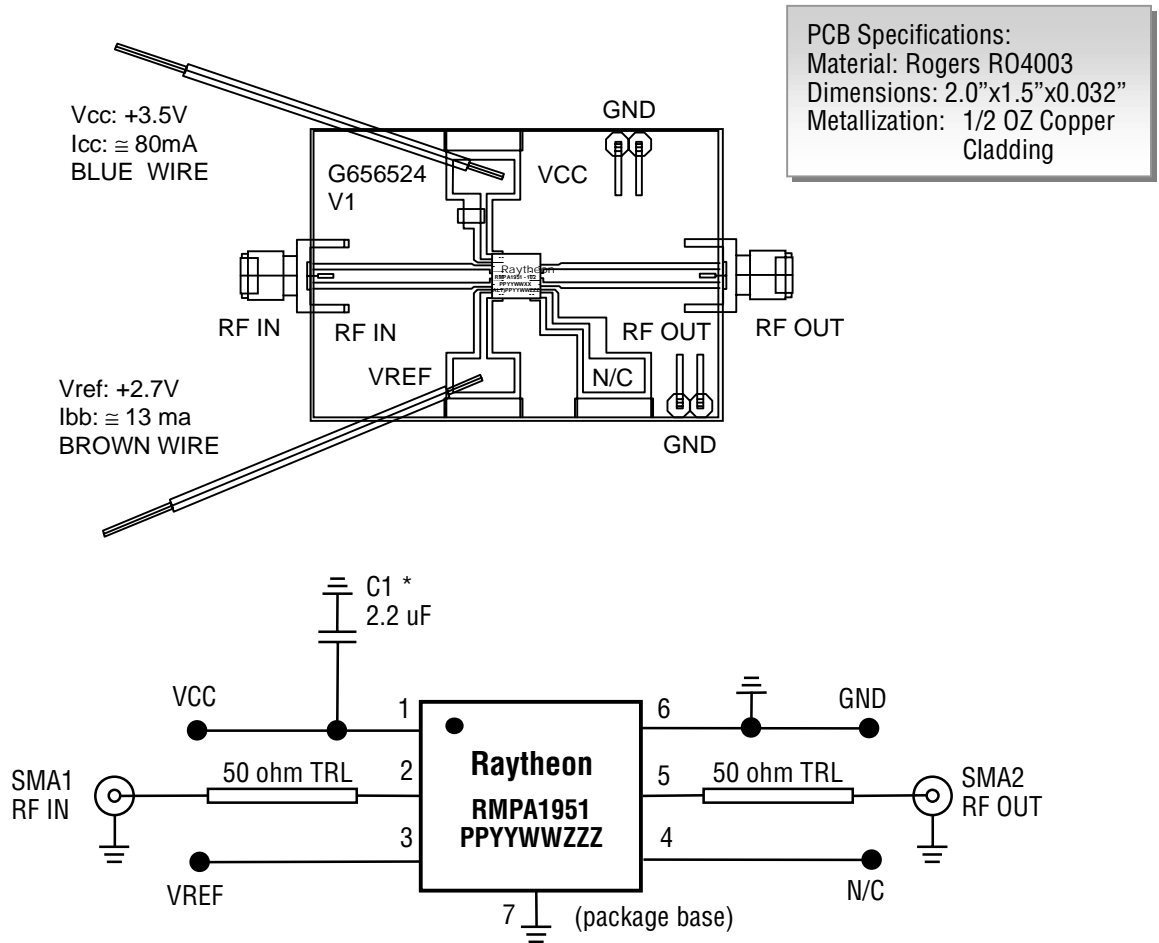 PCB Specifications:
Material: Rogers RO4003
Dimensions: 2.0”x1.5”x0.032”
Metallization: 1/2 OZ Copper
Cladding
Vcc: +3.5V
Icc: ≅ 80mA
BLUE WIRE
GND
G656524
V1
VCC
Raytheon
PPYYWWXX
RF IN
RF IN
RF OUT
RF OUT
VREF
N/C
GND
Vref: +2.7V
Ibb: ≅ 13 ma
BROWN WIRE
C1 *
2.2 uF
VCC
1
6
GND
SMA1
RF IN
50 ohm TRL
2
Raytheon
RMPA1951
PPYYWWZZZ
5
50 ohm TRL
SMA2
RF OUT
3
VREF
4
N/C
7
(package base)